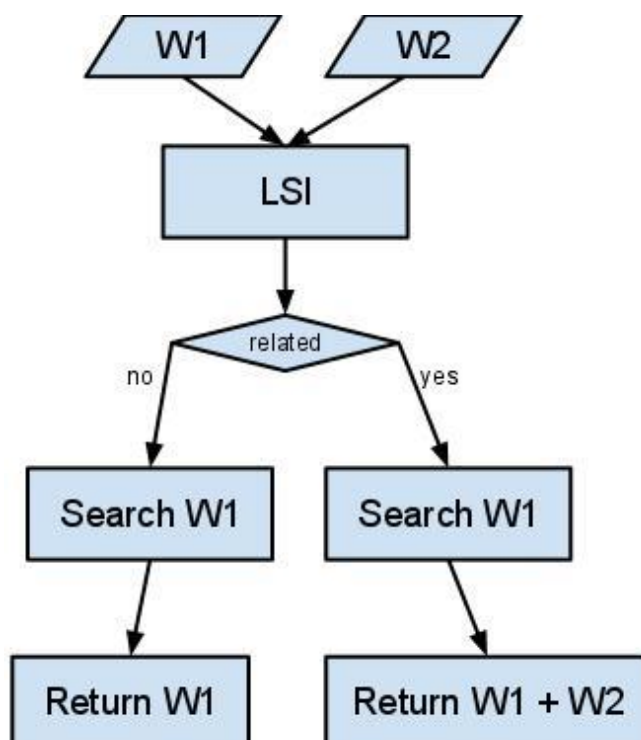 W1
W2
LSI
related
no
yes
Search W1
Search W1
Return W1
Return W1 + W2